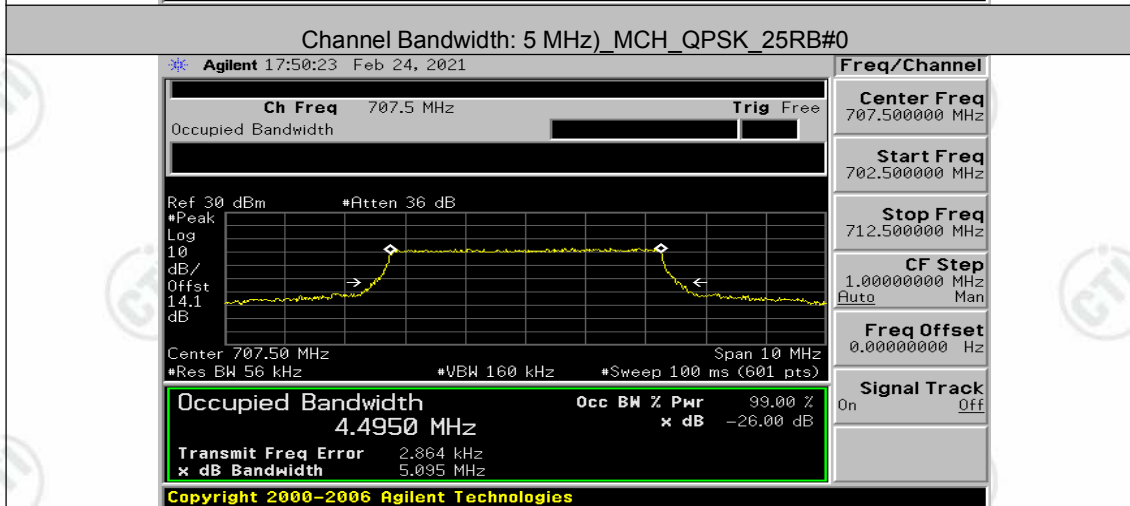 Channel Bandwidth: 5 MHz)_MCH_QPSK_25RB#0
Agilent 17:50:23 Feb 24, 2021
Freq/Channel
Ch Freq 707.5 MHz
Trig Free
Occupied Bandwidth
Center Freq
707.500000 MHz
Start Freq
702.500000 MHz
Stop Freq
712.500000 MHz
CF Step
1.00000000 MHz
Auto Man
Freq Offset
0.00000000 Hz
Signal Track
On Off
Ref 30 dBm #Atten 36 dB
#Peak
Log
10
dB/
Offst
14.1
dB
Center 707.50 MHz Span 10 MHz
#Res BW 56 kHz #VBW 160 kHz #Sweep 100 ms (601 pts)
Occupied Bandwidth
4.4950 MHz
Occ BW % Pwr 99.00 %
x dB -26.00 dB
Transmit Freq Error 2.864 kHz
x dB Bandwidth 5.095 MHz
Copyright 2000-2006 Agilent Technologies
CTI
CTI